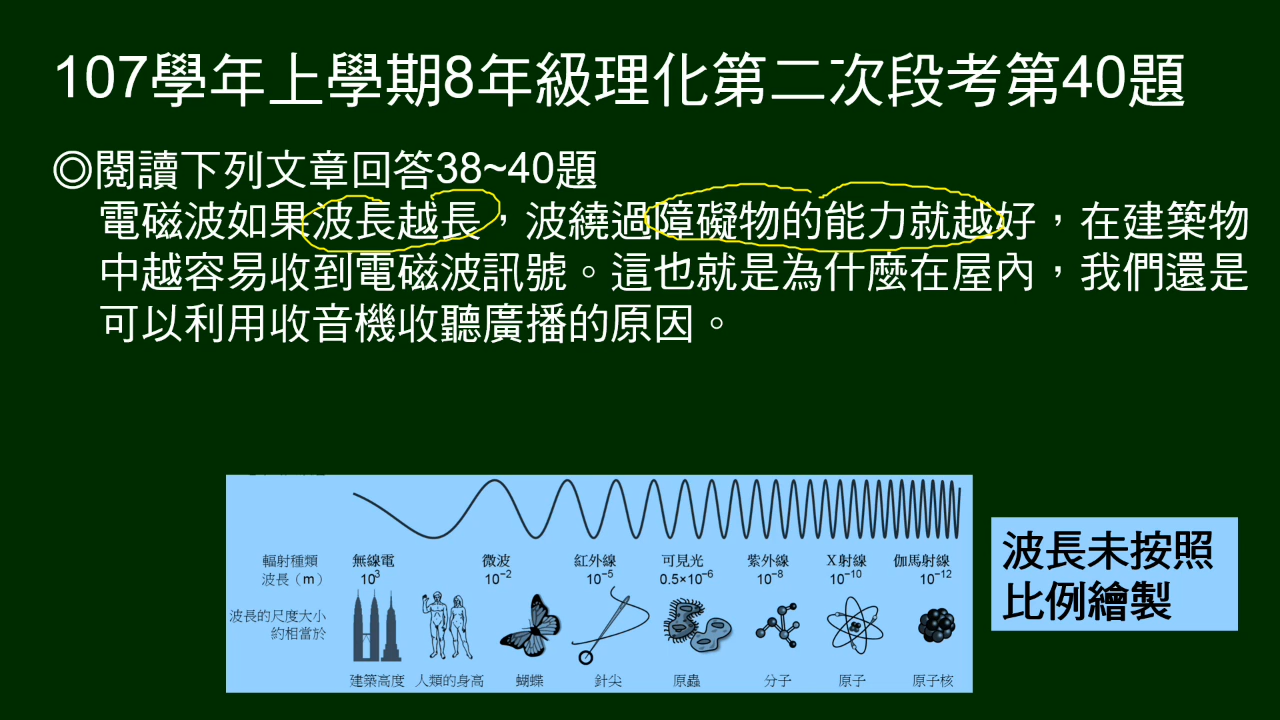 107學年上學期8年級理化第二次段考第40題
◎閱讀下列文章回答38~40題
電磁波如果波長越長，波繞過障礙物的能力就越好，在建築物
中越容易收到電磁波訊號。這也就是為什麼在屋內，我們還是
可以利用收音機收聽廣播的原因。
輻射種類 無線電 微波 紅外線 可見光 紫外線 X射線 伽馬射線
波長（m） 10³ 10⁻² 10⁻⁵ 0.5×10⁻⁶ 10⁻⁸ 10⁻¹⁰ 10⁻¹²
波長的尺度大小
約相當於
建築高度 人類的身高 蝴蝶 針尖 原蟲 分子 原子 原子核
波長未按照
比例繪製